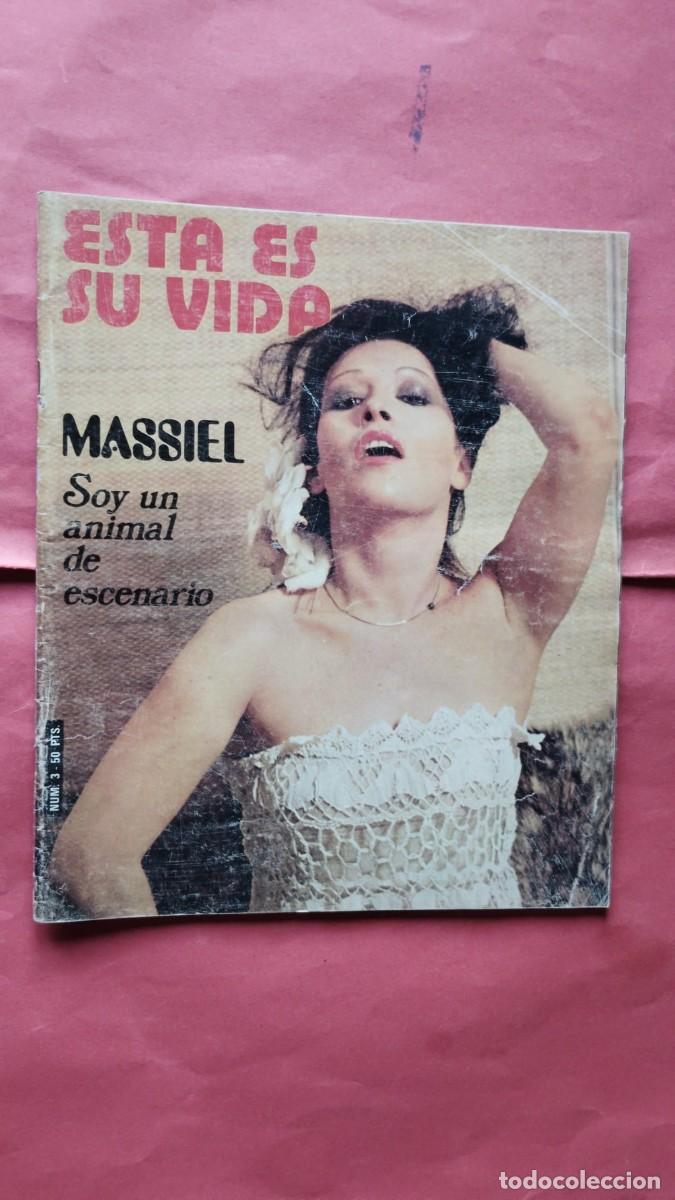 ESTA ES
SU VIDA
MASSIEL
Soy un
animal
de
escenario
NUM. 3 - 50 PTS.
todocoleccion